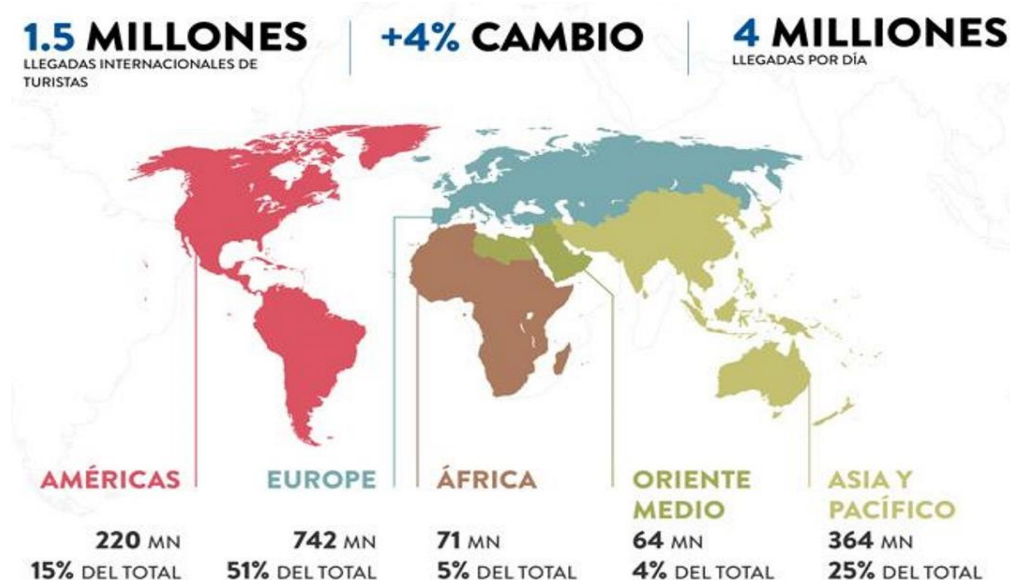 1.5 MILLONES
LLEGADAS INTERNACIONALES DE
TURISTAS
+4% CAMBIO
4 MILLIONES
LLEGADAS POR DÍA
AMÉRICAS
220 MN
15% DEL TOTAL
EUROPE
742 MN
51% DEL TOTAL
ÁFRICA
71 MN
5% DEL TOTAL
ORIENTE
MEDIO
64 MN
4% DEL TOTAL
ASIA Y
PACÍFICO
364 MN
25% DEL TOTAL